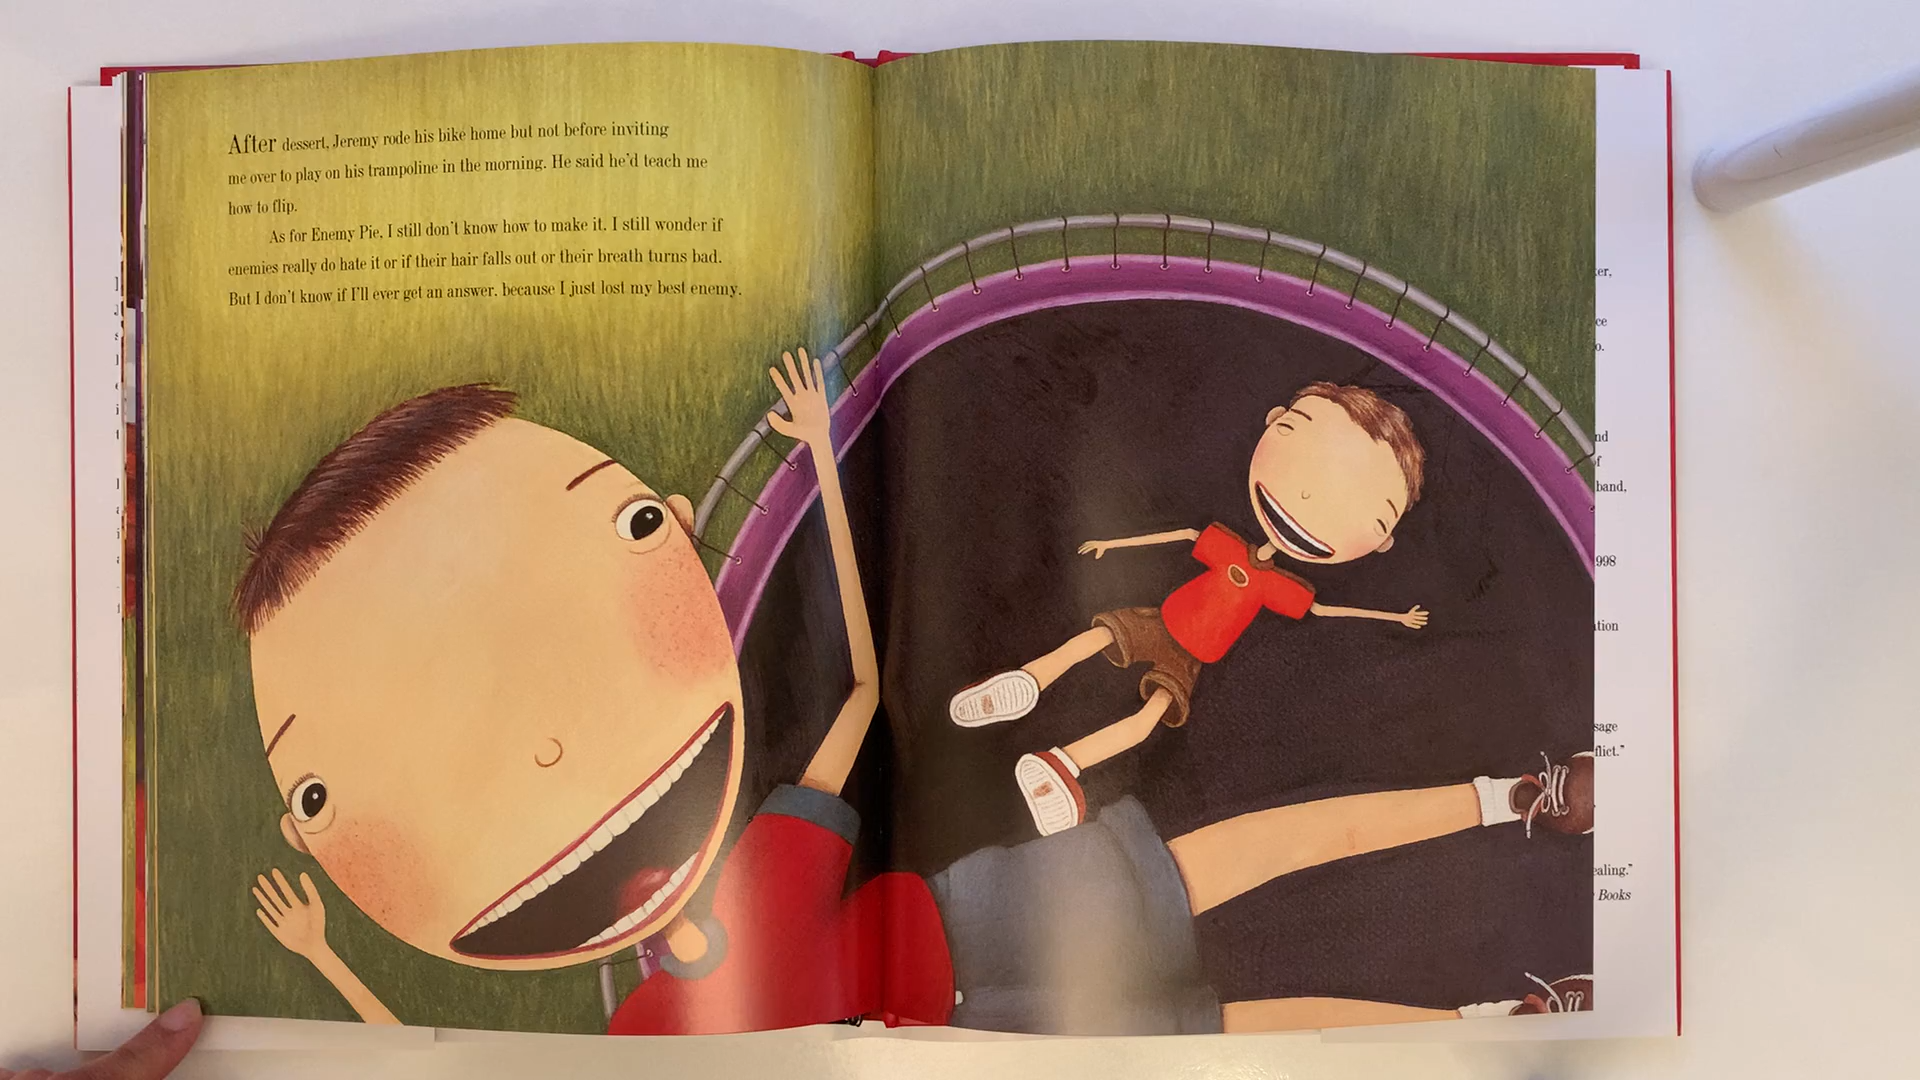 After dessert, Jeremy rode his bike home but not before inviting
me over to play on his trampoline in the morning. He said he'd teach me
how to flip.
As for Enemy Pie, I still don't know how to make it. I still wonder if
enemies really do hate it or if their hair falls out or their breath turns bad.
But I don't know if I'll ever get an answer, because I just lost my best enemy.
band,
998
Books